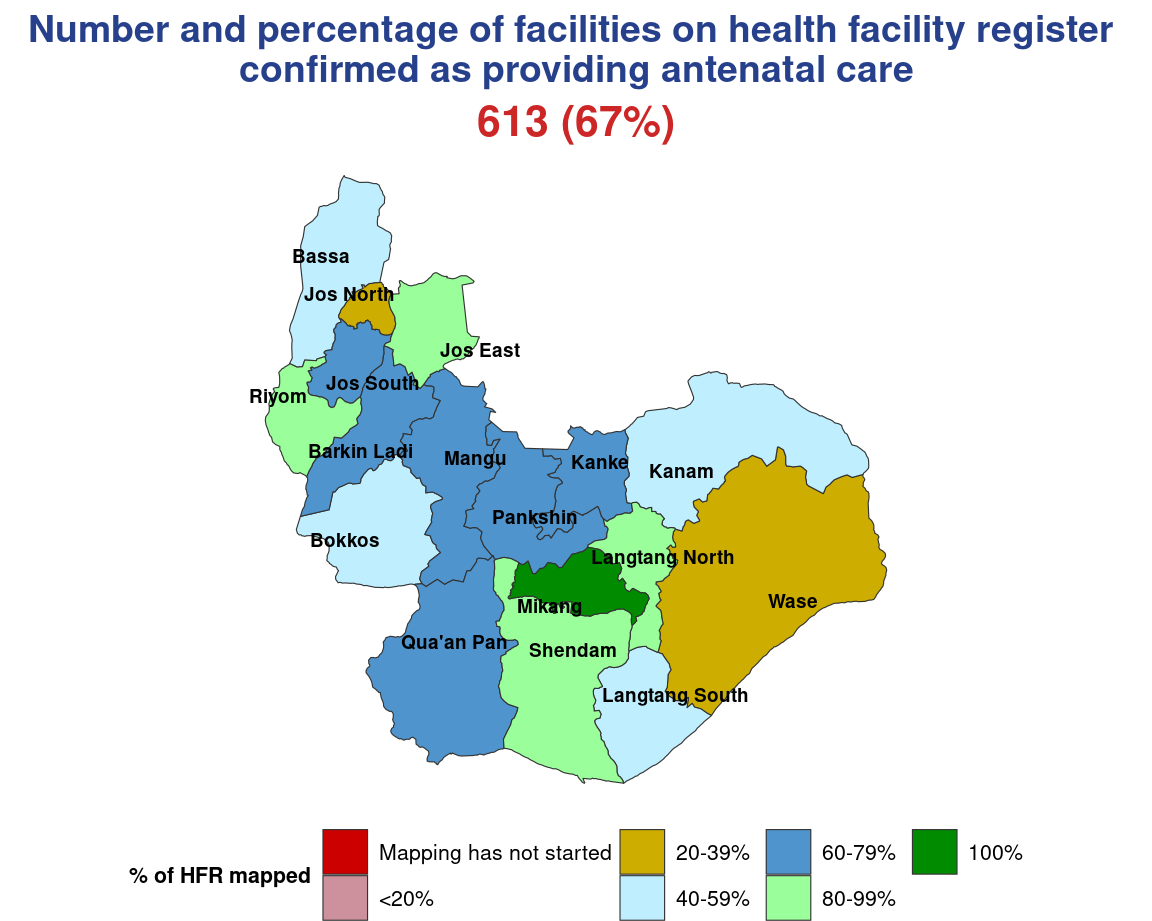 Number and percentage of facilities on health facility register
confirmed as providing antenatal care
613 (67%)
Bassa
Jos North
Jos East
Jos South
Riyom
Barkin Ladi
Mangu
Kanke
Kanam
Pankshin
Bokkos
Langtang North
Wase
Mikang
Qua'an Pan
Shendam
Langtang South
% of HFR mapped
Mapping has not started
<20%
20-39%
40-59%
60-79%
80-99%
100%